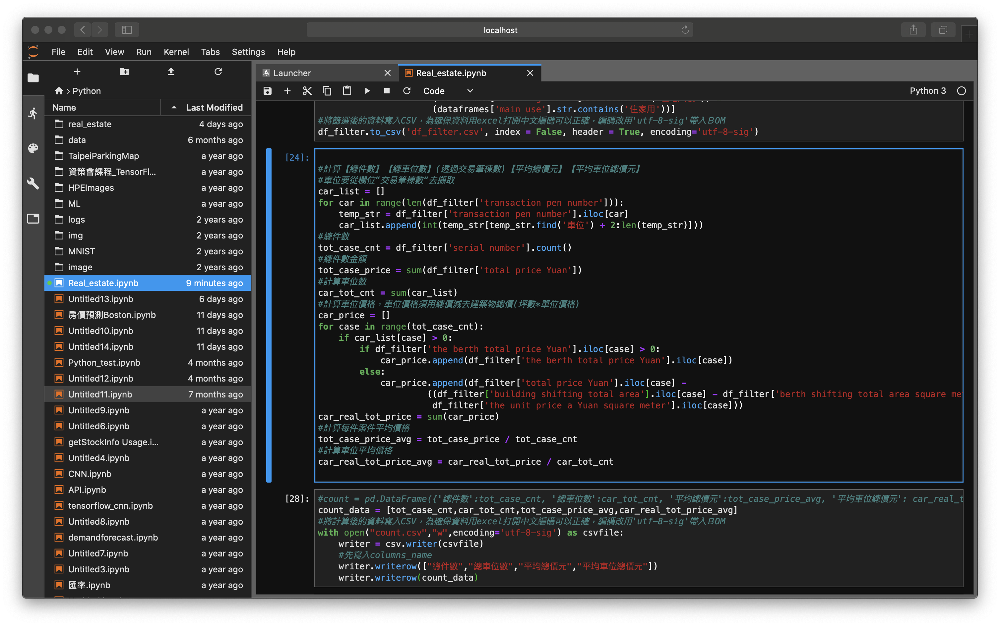 localhost
File Edit View Run Kernel Tabs Settings Help
Python
Name Last Modified
real_estate 4 days ago
data 6 months ago
TaipeiParkingMap a year ago
資策會課程_TensorFl... a year ago
HPEImages a year ago
ML a year ago
logs 2 years ago
img 2 years ago
MNIST 2 years ago
image 2 years ago
Real_estate.ipynb 9 minutes ago
Untitled13.ipynb 6 days ago
房價預測Boston.ipynb 11 days ago
Untitled10.ipynb 11 days ago
Untitled14.ipynb 11 days ago
Python_test.ipynb 4 months ago
Untitled12.ipynb 4 months ago
Untitled11.ipynb 7 months ago
Untitled9.ipynb a year ago
Untitled6.ipynb a year ago
getStockInfo Usage.i... a year ago
Untitled4.ipynb a year ago
CNN.ipynb a year ago
API.ipynb a year ago
tensorflow_cnn.ipynb a year ago
Untitled8.ipynb a year ago
demandforecast.ipynb a year ago
Untitled7.ipynb a year ago
Untitled3.ipynb a year ago
匯率.ipynb a year ago
Launcher Real_estate.ipynb
Code Python 3
(dataframes['main use'].str.contains('住家用'))]
#將篩選後的資料寫入CSV，為確保資料用excel打開中文編碼可以正確，編碼改用'utf-8-sig'帶入BOM
df_filter.to_csv('df_filter.csv', index = False, header = True, encoding='utf-8-sig')
[24]:
#計算【總件數】【總車位數】(透過交易筆棟數)【平均總價元】【平均車位總價元】
#車位要從欄位“交易筆棟數“去擷取
car_list = []
for car in range(len(df_filter['transaction pen number'])):
    temp_str = df_filter['transaction pen number'].iloc[car]
    car_list.append(int(temp_str[temp_str.find('車位') + 2:len(temp_str)]))
#總件數
tot_case_cnt = df_filter['serial number'].count()
#總件數金額
tot_case_price = sum(df_filter['total price Yuan'])
#計算車位數
car_tot_cnt = sum(car_list)
#計算車位價格，車位價格須用總價減去建築物總價(坪數*單位價格)
car_price = []
for case in range(tot_case_cnt):
    if car_list[case] > 0:
        if df_filter['the berth total price Yuan'].iloc[case] > 0:
            car_price.append(df_filter['the berth total price Yuan'].iloc[case])
        else:
            car_price.append(df_filter['total price Yuan'].iloc[case] -
                     ((df_filter['building shifting total area'].iloc[case] - df_filter['berth shifting total area square me
                      df_filter['the unit price a Yuan square meter'].iloc[case]))
car_real_tot_price = sum(car_price)
#計算每件案件平均價格
tot_case_price_avg = tot_case_price / tot_case_cnt
#計算車位平均價格
car_real_tot_price_avg = car_real_tot_price / car_tot_cnt
[28]:
#count = pd.DataFrame({'總件數':tot_case_cnt, '總車位數':car_tot_cnt, '平均總價元':tot_case_price_avg, '平均車位總價元': car_real_t
count_data = [tot_case_cnt,car_tot_cnt,tot_case_price_avg,car_real_tot_price_avg]
#將計算後的資料寫入CSV，為確保資料用excel打開中文編碼可以正確，編碼改用'utf-8-sig'帶入BOM
with open("count.csv","w",encoding='utf-8-sig') as csvfile:
    writer = csv.writer(csvfile)
    #先寫入columns_name
    writer.writerow(["總件數","總車位數","平均總價元","平均車位總價元"])
    writer.writerow(count_data)